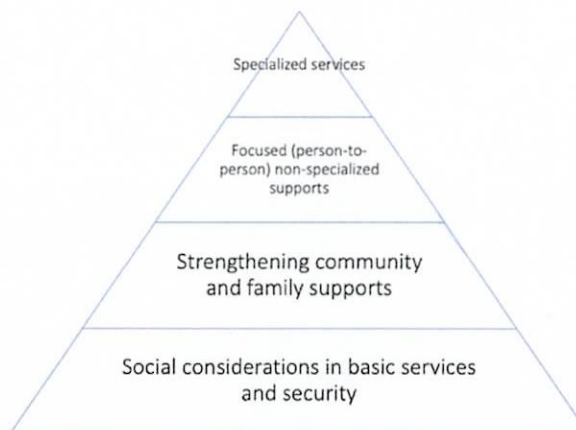 Specialized services
Focused (person-to-
person) non-specialized
supports
Strengthening community
and family supports
Social considerations in basic services
and security